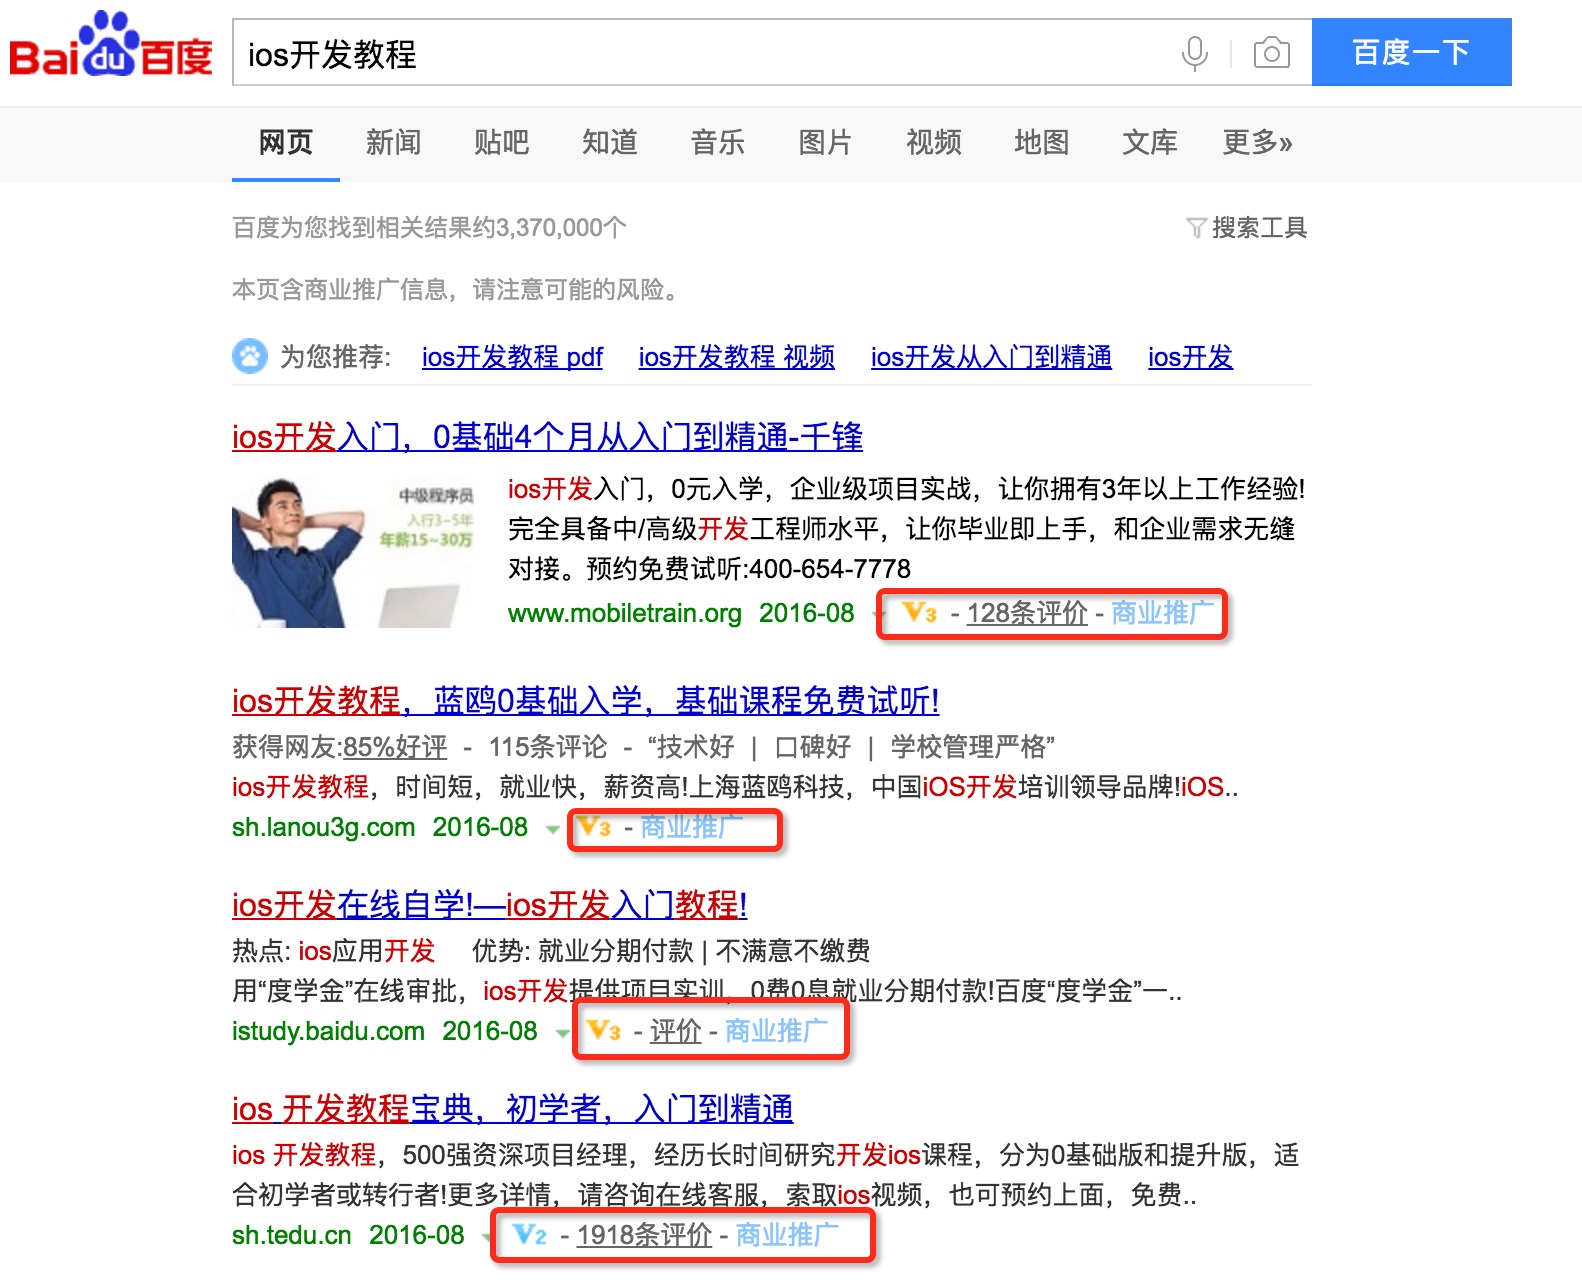 Baidu百度
ios开发教程
百度一下
网页 新闻 贴吧 知道 音乐 图片 视频 地图 文库 更多»
百度为您找到相关结果约3,370,000个
搜索工具
本页含商业推广信息，请注意可能的风险。
为您推荐: ios开发教程 pdf ios开发教程 视频 ios开发从入门到精通 ios开发
ios开发入门，0基础4个月从入门到精通-千锋
中级程序员
入行3-5年
年薪15~30万
ios开发入门，0元入学，企业级项目实战，让你拥有3年以上工作经验!
完全具备中/高级开发工程师水平，让你毕业即上手，和企业需求无缝
对接。预约免费试听:400-654-7778
www.mobiletrain.org 2016-08 V3 - 128条评价 - 商业推广
ios开发教程，蓝鸥0基础入学，基础课程免费试听!
获得网友:85%好评 - 115条评论 - “技术好 | 口碑好 | 学校管理严格”
ios开发教程，时间短，就业快，薪资高!上海蓝鸥科技，中国iOS开发培训领导品牌!iOS..
sh.lanou3g.com 2016-08 V3 - 商业推广
ios开发在线自学!—ios开发入门教程!
热点: ios应用开发 优势: 就业分期付款 | 不满意不缴费
用“度学金”在线审批，ios开发提供项目实训，0费0息就业分期付款!百度“度学金”一..
istudy.baidu.com 2016-08 V3 - 评价 - 商业推广
ios 开发教程宝典，初学者，入门到精通
ios 开发教程，500强资深项目经理，经历长时间研究开发ios课程，分为0基础版和提升版，适
合初学者或转行者!更多详情，请咨询在线客服，索取ios视频，也可预约上面，免费..
sh.tedu.cn 2016-08 V2 - 1918条评价 - 商业推广